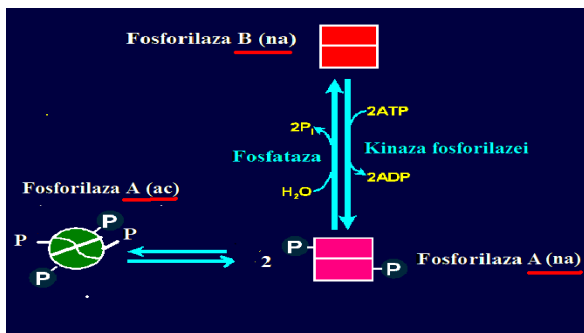 Fosforilaza B (na)
2ATP
2Pi
Kinaza fosforilazei
Fosfataza
2ADP
H₂O
Fosforilaza A (ac)
P
P
P
P
2
P
P
Fosforilaza A (na)